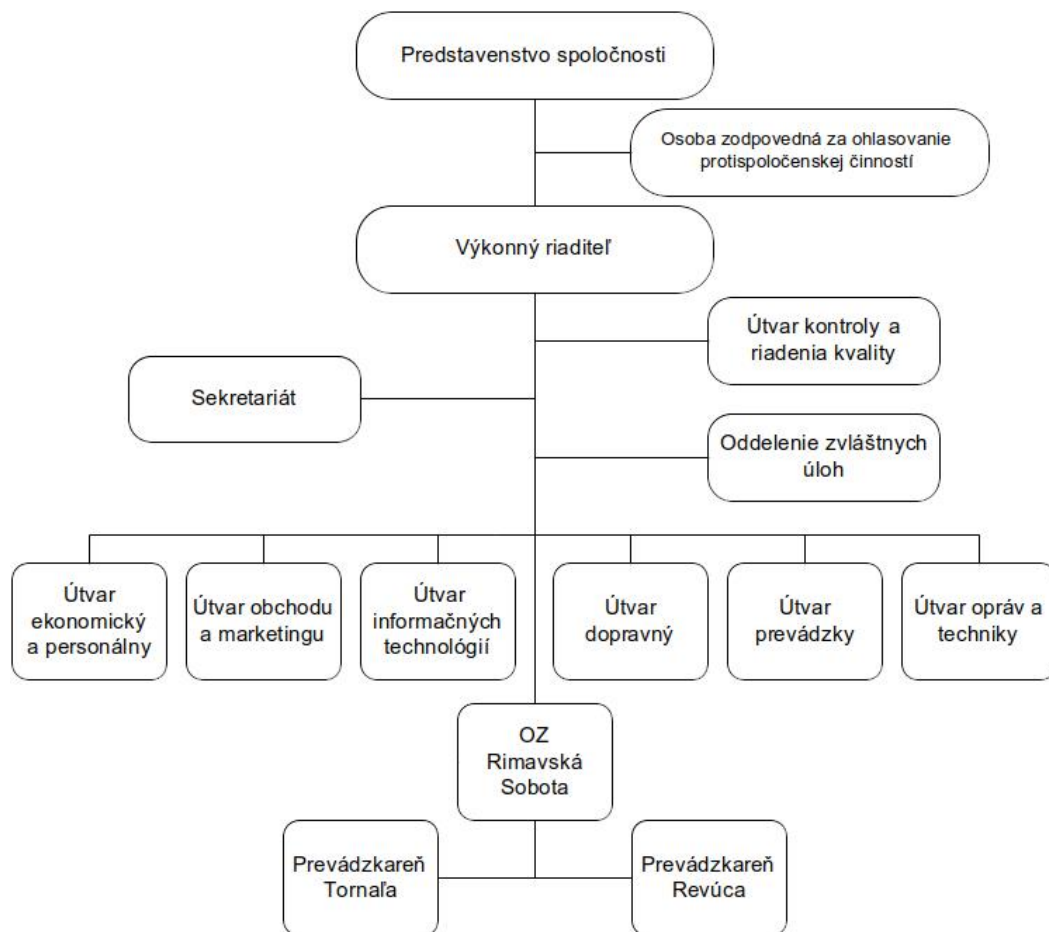 Predstavenstvo spoločnosti
Osoba zodpovedná za ohlasovanie
protispoločenskej činností
Výkonný riaditeľ
Útvar kontroly a
riadenia kvality
Sekretariát
Oddelenie zvláštnych
úloh
Útvar
ekonomický
a personálny
Útvar obchodu
a marketingu
Útvar
informačných
technológií
Útvar
dopravný
Útvar
prevádzky
Útvar opráv a
techniky
OZ
Rimavská
Sobota
Prevádzkareň
Tornaľa
Prevádzkareň
Revúca